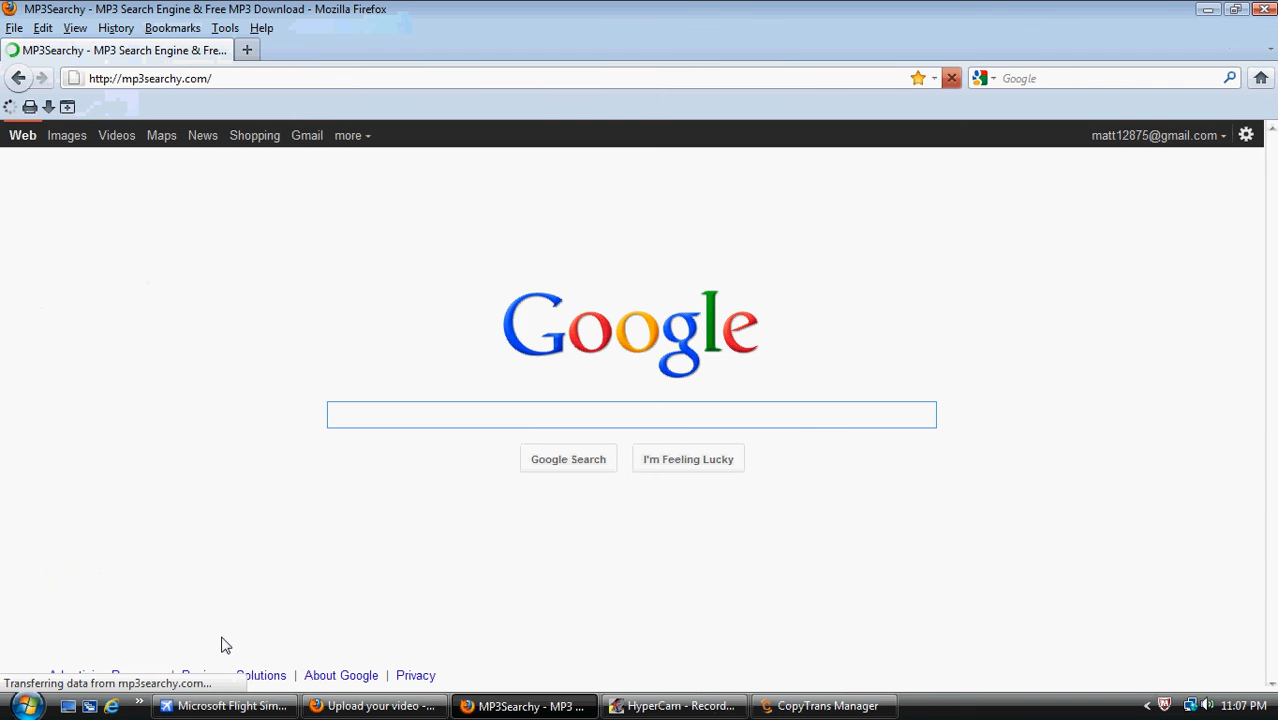 MP3Searchy - MP3 Search Engine & Free MP3 Download - Mozilla Firefox
File Edit View History Bookmarks Tools Help
MP3Searchy - MP3 Search Engine & Fre...
http://mp3searchy.com/ Google
Web Images Videos Maps News Shopping Gmail more matt12875@gmail.com
Google
Google Search I'm Feeling Lucky
Solutions | About Google | Privacy
Transferring data from mp3searchy.com...
Microsoft Flight Sim... Upload your video -... MP3Searchy - MP3 ... HyperCam - Record... CopyTrans Manager 11:07 PM